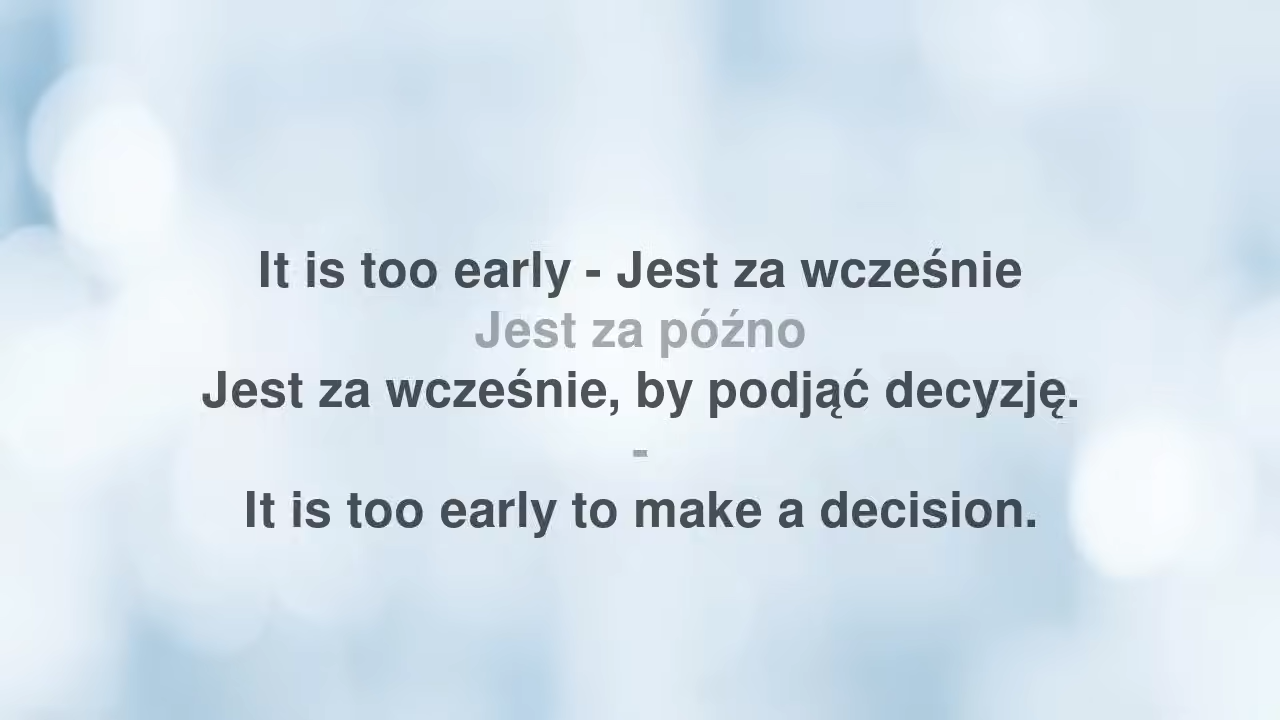 It is too early - Jest za wcześnie
Jest za późno
Jest za wcześnie, by podjąć decyzję.
-
It is too early to make a decision.